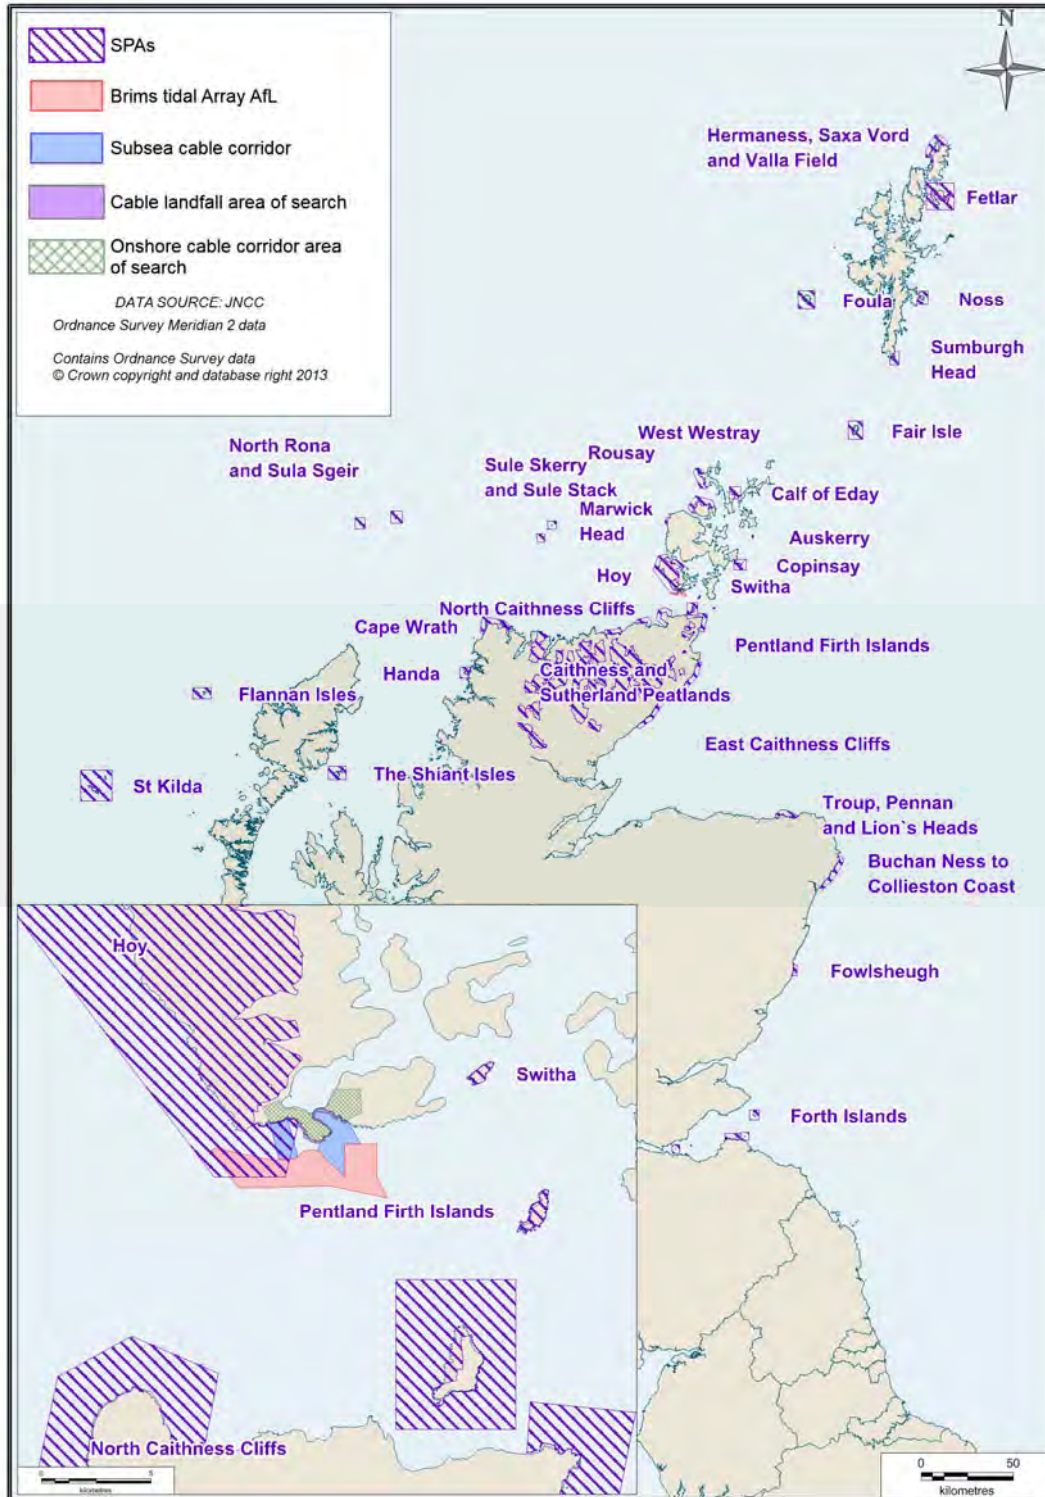 N
SPAs
Brims tidal Array AfL
Subsea cable corridor
Cable landfall area of search
Onshore cable corridor area
of search
DATA SOURCE: JNCC
Ordnance Survey Meridian 2 data
Contains Ordnance Survey data
© Crown copyright and database right 2013
Hermaness, Saxa Vord
and Valla Field
Fetlar
Foula
Noss
Sumburgh
Head
Fair Isle
West Westray
Rousay
North Rona
and Sula Sgeir
Sule Skerry
and Sule Stack
Marwick
Head
Calf of Eday
Auskerry
Copinsay
Hoy
Switha
North Caithness Cliffs
Cape Wrath
Pentland Firth Islands
Handa
Caithness and
Sutherland Peatlands
Flannan Isles
East Caithness Cliffs
The Shiant Isles
St Kilda
Troup, Pennan
and Lion`s Heads
Buchan Ness to
Collieston Coast
Fowlsheugh
Forth Islands
Hoy
Switha
Pentland Firth Islands
North Caithness Cliffs
0 5
kilometres
0 50
kilometres